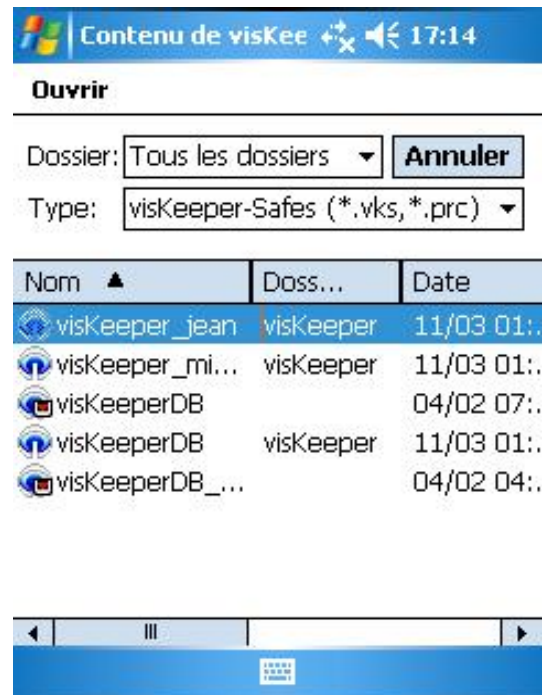 Contenu de visKee 17:14
Ouvrir
Dossier: Tous les dossiers Annuler
Type: visKeeper-Safes (*.vks,*.prc)
Nom Doss... Date
visKeeper_jean visKeeper 11/03 01:.
visKeeper_mi... visKeeper 11/03 01:.
visKeeperDB 04/02 07:.
visKeeperDB visKeeper 11/03 01:.
visKeeperDB_... 04/02 04:.